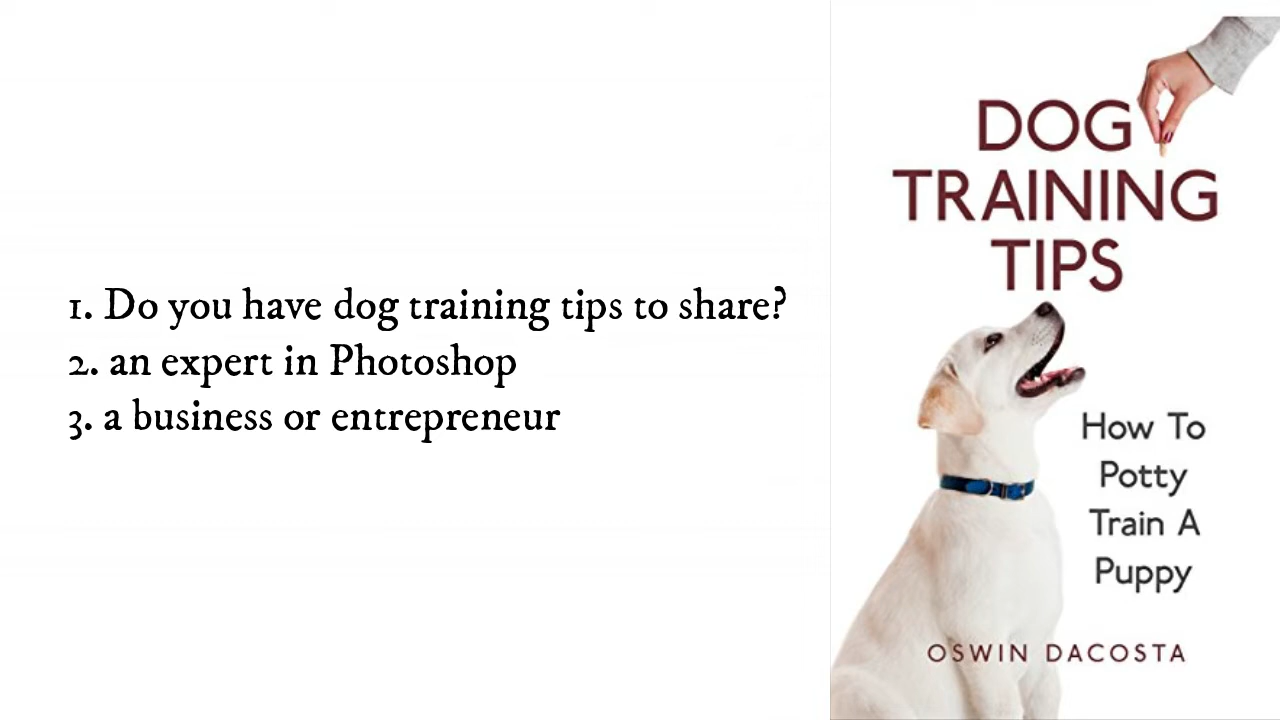 1. Do you have dog training tips to share?
2. an expert in Photoshop
3. a business or entrepreneur
DOG
TRAINING
TIPS
How To
Potty
Train A
Puppy
OSWIN DACOSTA